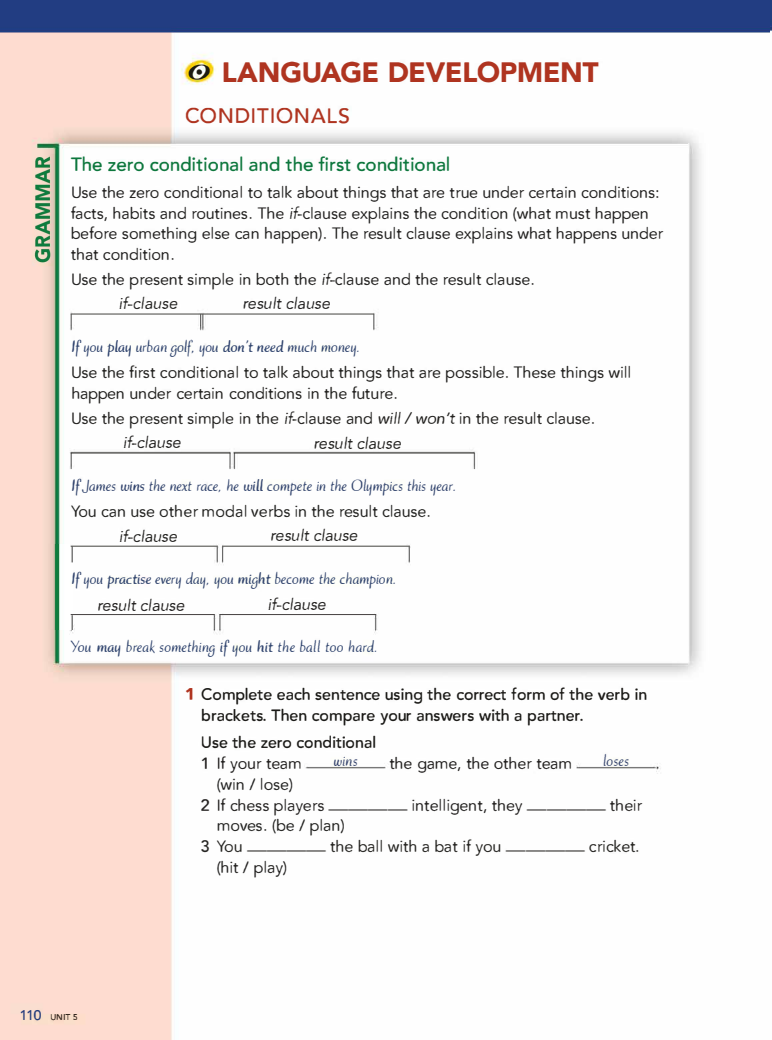 LANGUAGE DEVELOPMENT
CONDITIONALS
GRAMMAR
The zero conditional and the first conditional
Use the zero conditional to talk about things that are true under certain conditions:
facts, habits and routines. The if-clause explains the condition (what must happen
before something else can happen). The result clause explains what happens under
that condition.
Use the present simple in both the if-clause and the result clause.
if-clause result clause
If you play urban golf, you don't need much money.
Use the first conditional to talk about things that are possible. These things will
happen under certain conditions in the future.
Use the present simple in the if-clause and will / won't in the result clause.
if-clause result clause
If James wins the next race, he will compete in the Olympics this year.
You can use other modal verbs in the result clause.
if-clause result clause
If you practise every day, you might become the champion.
result clause if-clause
You may break something if you hit the ball too hard.
1 Complete each sentence using the correct form of the verb in
brackets. Then compare your answers with a partner.
Use the zero conditional
1 If your team wins the game, the other team loses.
(win / lose)
2 If chess players ________ intelligent, they ________ their
moves. (be / plan)
3 You ________ the ball with a bat if you ________ cricket.
(hit / play)
110 UNIT 5